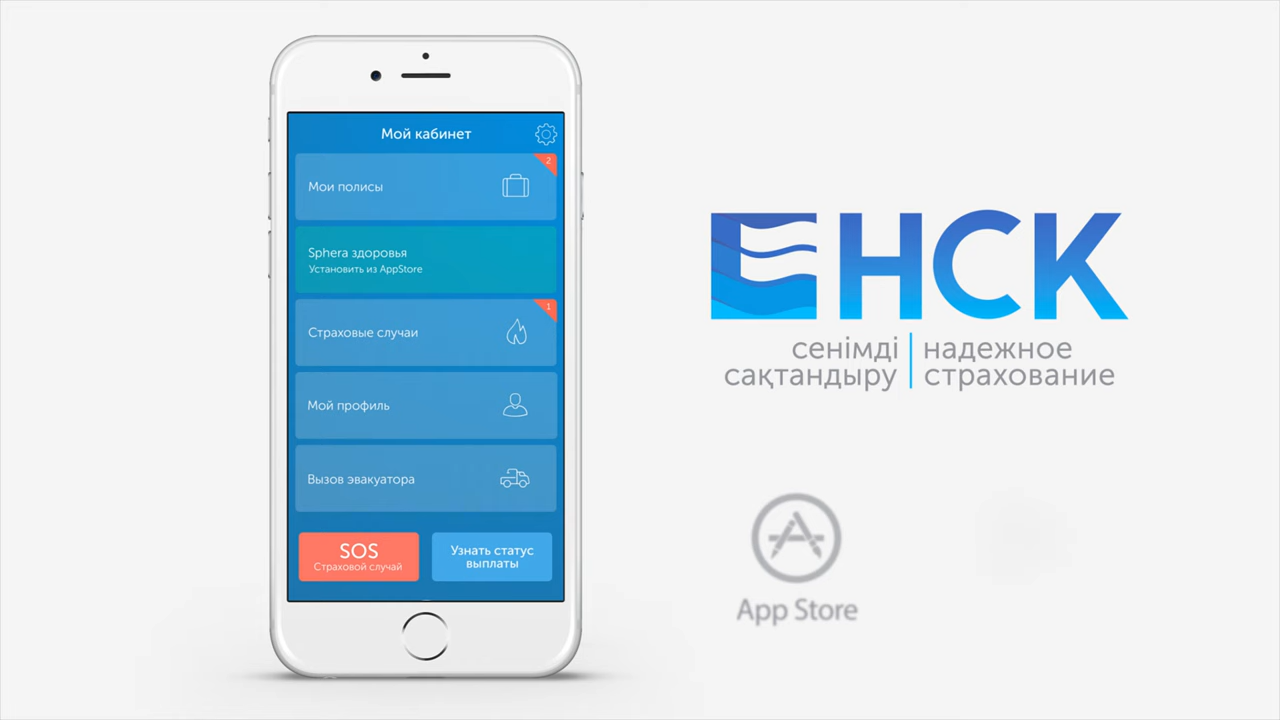 Мой кабинет
2
Мои полисы
Sphera здоровья
Установить из AppStore
1
Страховые случаи
Мой профиль
Вызов эвакуатора
SOS
Страховой случай
Узнать статус
выплаты
НСК
сенімді
сақтандыру
надежное
страхование
App Store